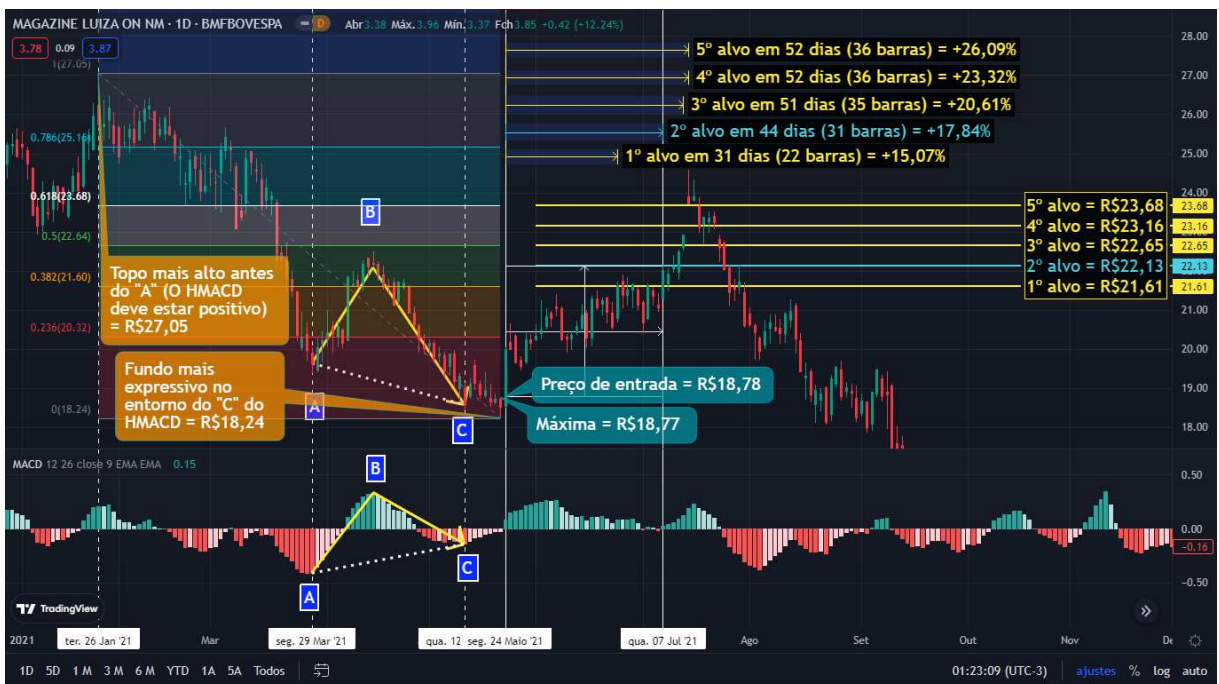 MAGAZINE LUIZA ON NM · 1D · BMFBOVESPA D Abr3.38 Máx.3.96 Mín.3.37 Fch3.85 +0.42 (+12.24%)
3.78 0.09 3.87
1(27.05)
0.786(25.16)
0.618(23.68)
0.5(22.64)
0.382(21.60)
0.236(20.32)
0(18.24)
5º alvo em 52 dias (36 barras) = +26,09%
4º alvo em 52 dias (36 barras) = +23,32%
3º alvo em 51 dias (35 barras) = +20,61%
2º alvo em 44 dias (31 barras) = +17,84%
1º alvo em 31 dias (22 barras) = +15,07%
5º alvo = R$23,68
4º alvo = R$23,16
3º alvo = R$22,65
2º alvo = R$22,13
1º alvo = R$21,61
28.00
27.00
26.00
25.00
24.00
23.68
23.16
22.65
22.13
21.61
21.00
20.00
19.00
18.00
B
Topo mais alto antes
do "A" (O HMACD
deve estar positivo)
= R$27,05
Fundo mais
expressivo no
entorno do "C" do
HMACD = R$18,24
A
C
Preço de entrada = R$18,78
Máxima = R$18,77
MACD 12 26 close 9 EMA EMA 0.15
B
A
C
0.50
0.00
−0.16
−0.50
TradingView
2021 ter. 26 Jan '21 Mar seg. 29 Mar '21 qua. 12 seg. 24 Maio '21 qua. 07 Jul '21 Ago Set Out Nov
1D 5D 1M 3M 6M YTD 1A 5A Todos 01:23:09 (UTC-3) ajustes % log auto